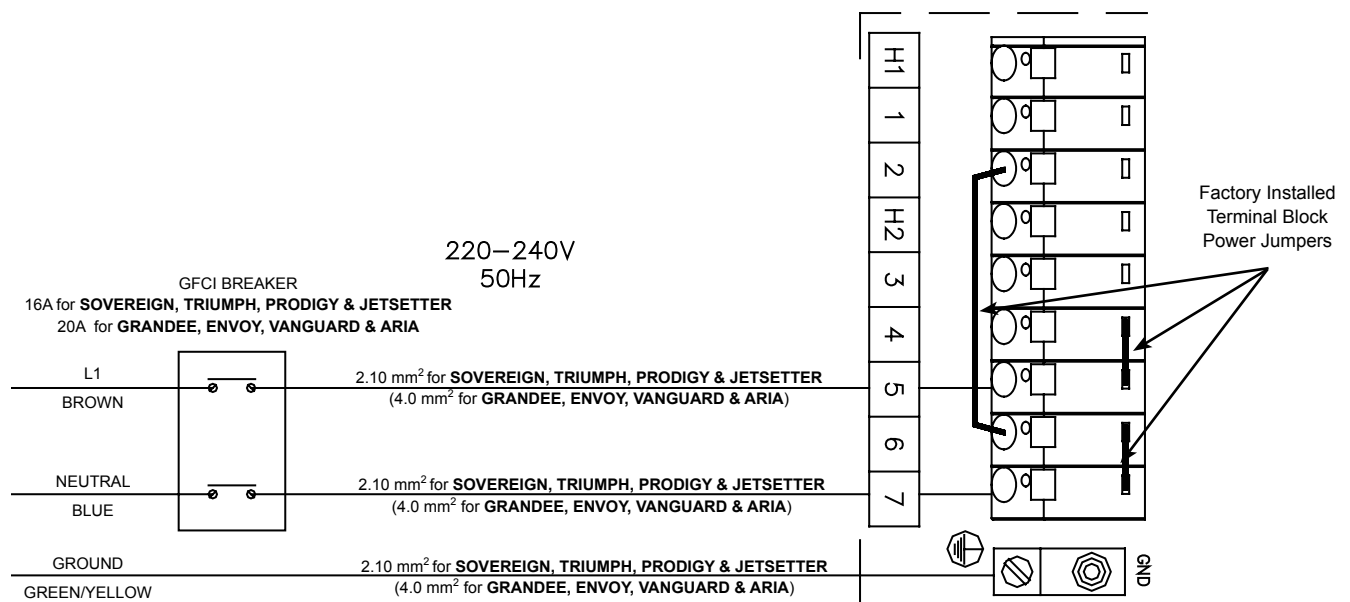 H1
1
2
H2
3
4
5
6
7
Factory Installed
Terminal Block
Power Jumpers
220–240V
50Hz
GFCI BREAKER
16A for SOVEREIGN, TRIUMPH, PRODIGY & JETSETTER
20A for GRANDEE, ENVOY, VANGUARD & ARIA
L1
BROWN
2.10 mm² for SOVEREIGN, TRIUMPH, PRODIGY & JETSETTER
(4.0 mm² for GRANDEE, ENVOY, VANGUARD & ARIA)
NEUTRAL
BLUE
2.10 mm² for SOVEREIGN, TRIUMPH, PRODIGY & JETSETTER
(4.0 mm² for GRANDEE, ENVOY, VANGUARD & ARIA)
GROUND
GREEN/YELLOW
2.10 mm² for SOVEREIGN, TRIUMPH, PRODIGY & JETSETTER
(4.0 mm² for GRANDEE, ENVOY, VANGUARD & ARIA)
GND